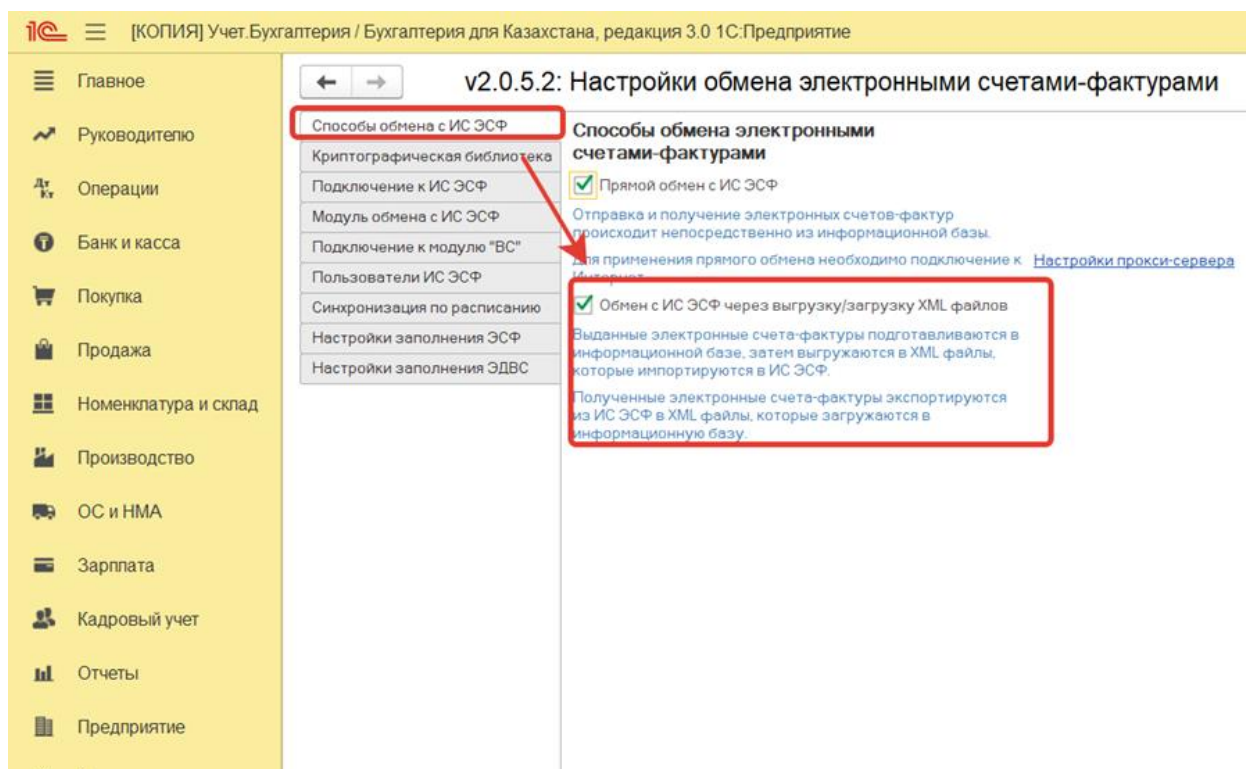 [КОПИЯ] Учет.Бухгалтерия / Бухгалтерия для Казахстана, редакция 3.0 1С:Предприятие
Главное
Руководителю
Операции
Банк и касса
Покупка
Продажа
Номенклатура и склад
Производство
ОС и НМА
Зарплата
Кадровый учет
Отчеты
Предприятие
v2.0.5.2: Настройки обмена электронными счетами-фактурами
Способы обмена с ИС ЭСФ
Криптографическая библиотека
Подключение к ИС ЭСФ
Модуль обмена с ИС ЭСФ
Подключение к модулю "ВС"
Пользователи ИС ЭСФ
Синхронизация по расписанию
Настройки заполнения ЭСФ
Настройки заполнения ЭДВС
Способы обмена электронными
счетами-фактурами
Прямой обмен с ИС ЭСФ
Отправка и получение электронных счетов-фактур
происходит непосредственно из информационной базы.
Для применения прямого обмена необходимо подключение к
Интернет
Настройки прокси-сервера
Обмен с ИС ЭСФ через выгрузку/загрузку XML файлов
Выданные электронные счета-фактуры подготавливаются в
информационной базе, затем выгружаются в XML файлы,
которые импортируются в ИС ЭСФ.
Полученные электронные счета-фактуры экспортируются
из ИС ЭСФ в XML файлы, которые загружаются в
информационную базу.